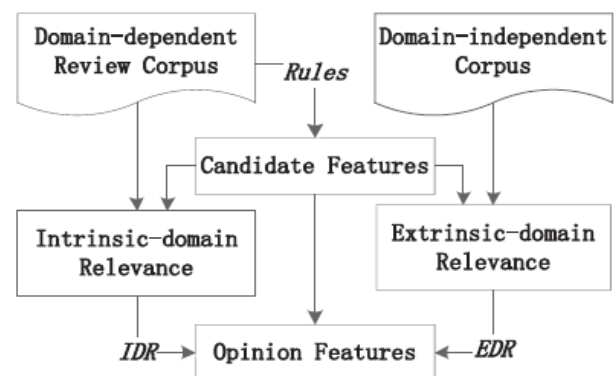 Domain-dependent
Review Corpus
Domain-independent
Corpus
Rules
Candidate Features
Intrinsic-domain
Relevance
Extrinsic-domain
Relevance
IDR
Opinion Features
EDR